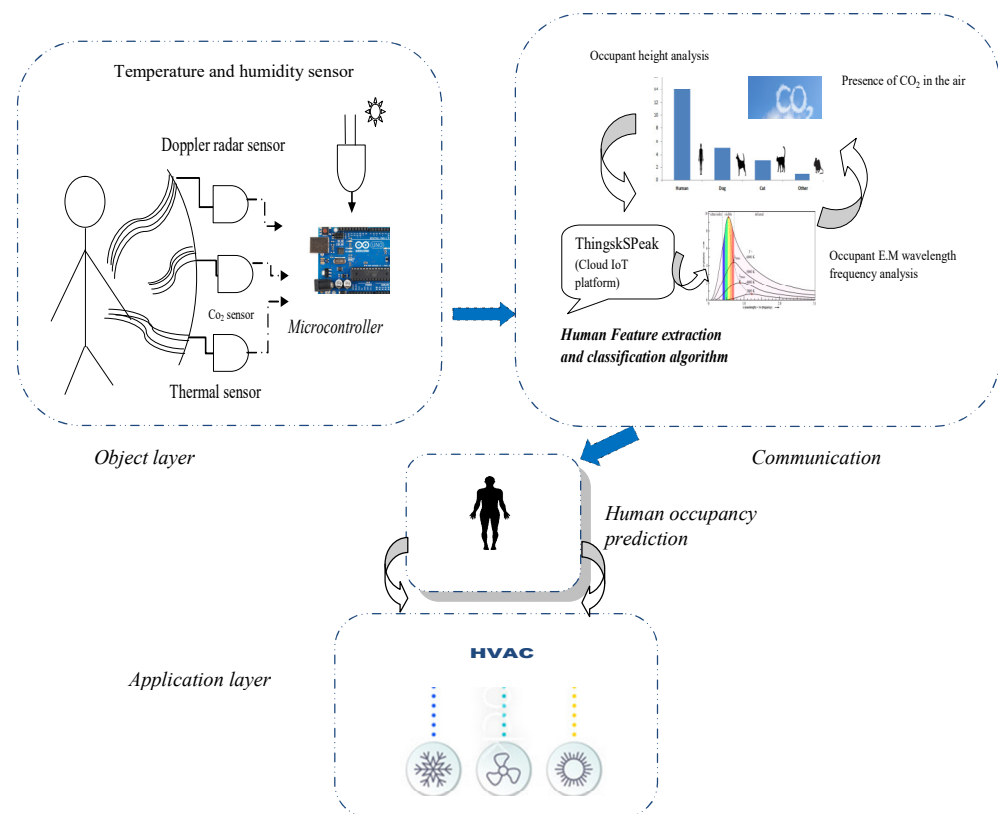 Temperature and humidity sensor
Doppler radar sensor
Co₂ sensor
Thermal sensor
Microcontroller
UNO
ARDUINO
Object layer
Occupant height analysis
Presence of CO₂ in the air
CO₂
Human Dog Cat Other
ThingskSPeak
(Cloud IoT
platform)
Occupant E.M wavelength
frequency analysis
Human Feature extraction
and classification algorithm
Communication
Human occupancy
prediction
Application layer
HVAC